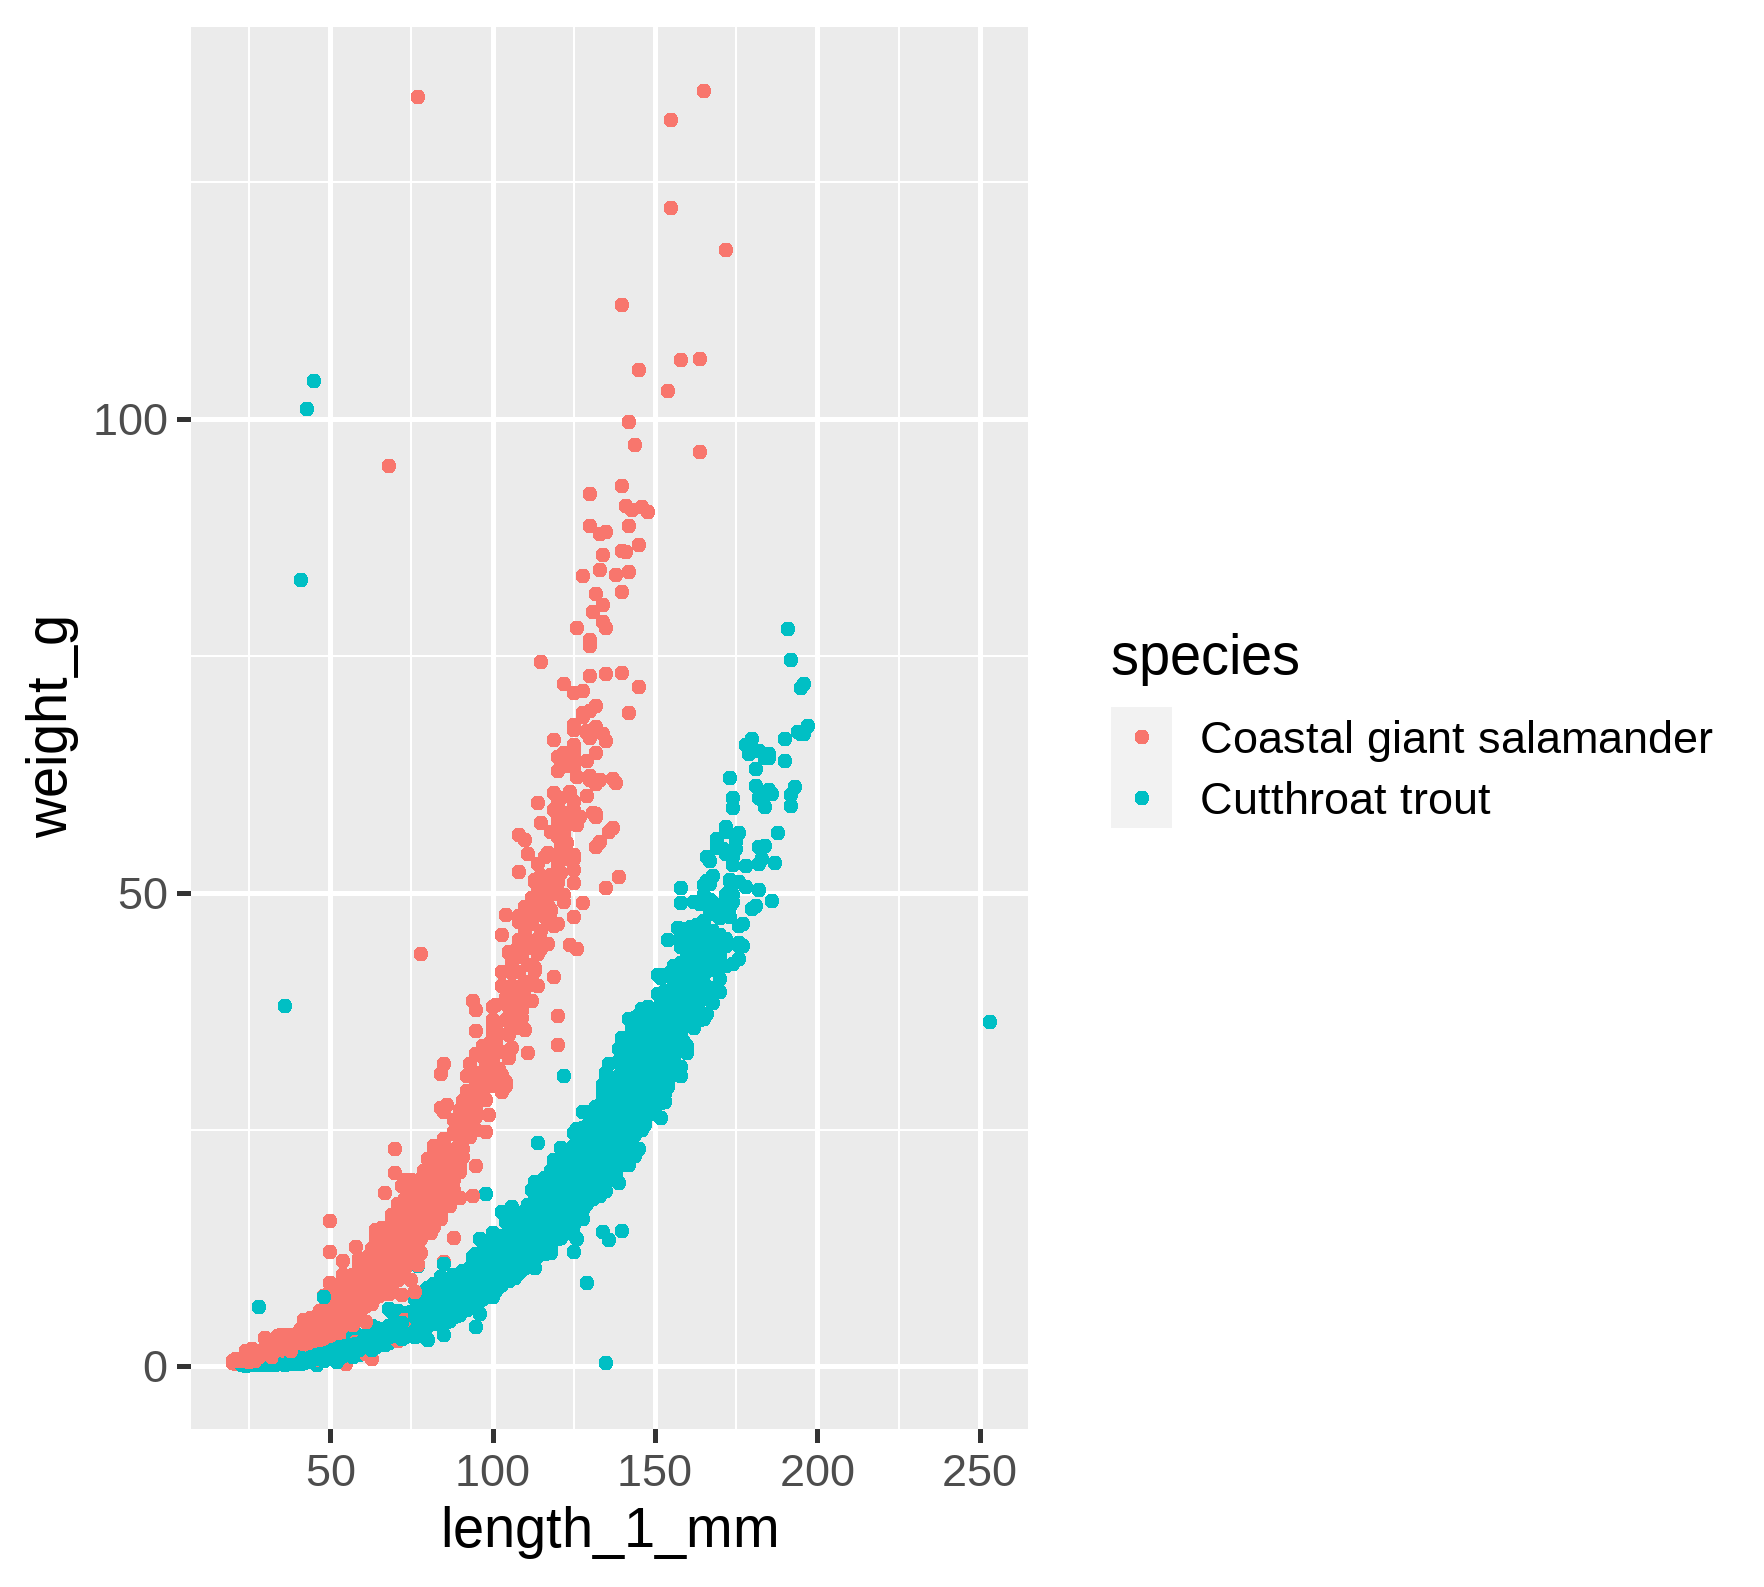 100
50
0
weight_g
50 100 150 200 250
length_1_mm
species
Coastal giant salamander
Cutthroat trout